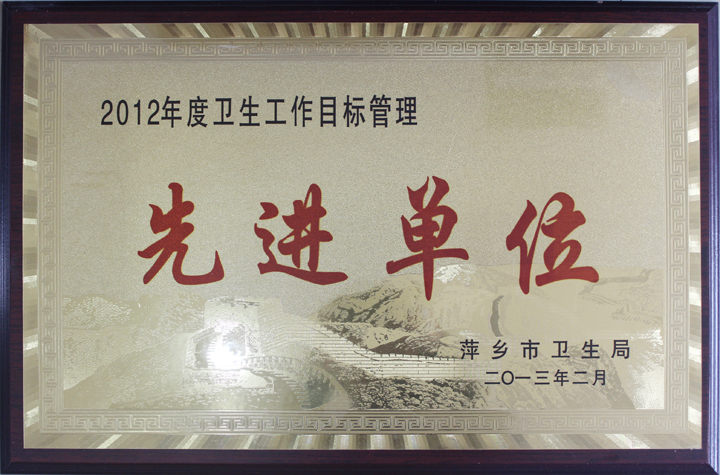 2012年度卫生工作目标管理
先进单位
萍乡市卫生局
二〇一三年二月